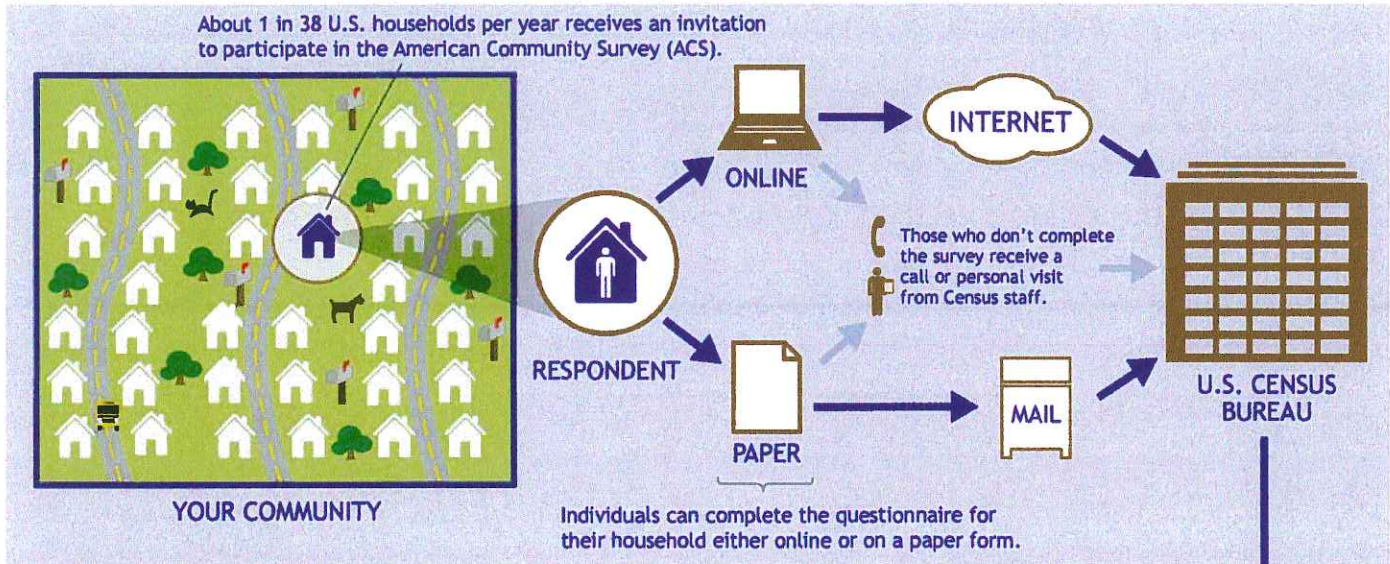 About 1 in 38 U.S. households per year receives an invitation
to participate in the American Community Survey (ACS).
INTERNET
ONLINE
Those who don't complete
the survey receive a
call or personal visit
from Census staff.
RESPONDENT
U.S. CENSUS
BUREAU
MAIL
PAPER
YOUR COMMUNITY
Individuals can complete the questionnaire for
their household either online or on a paper form.